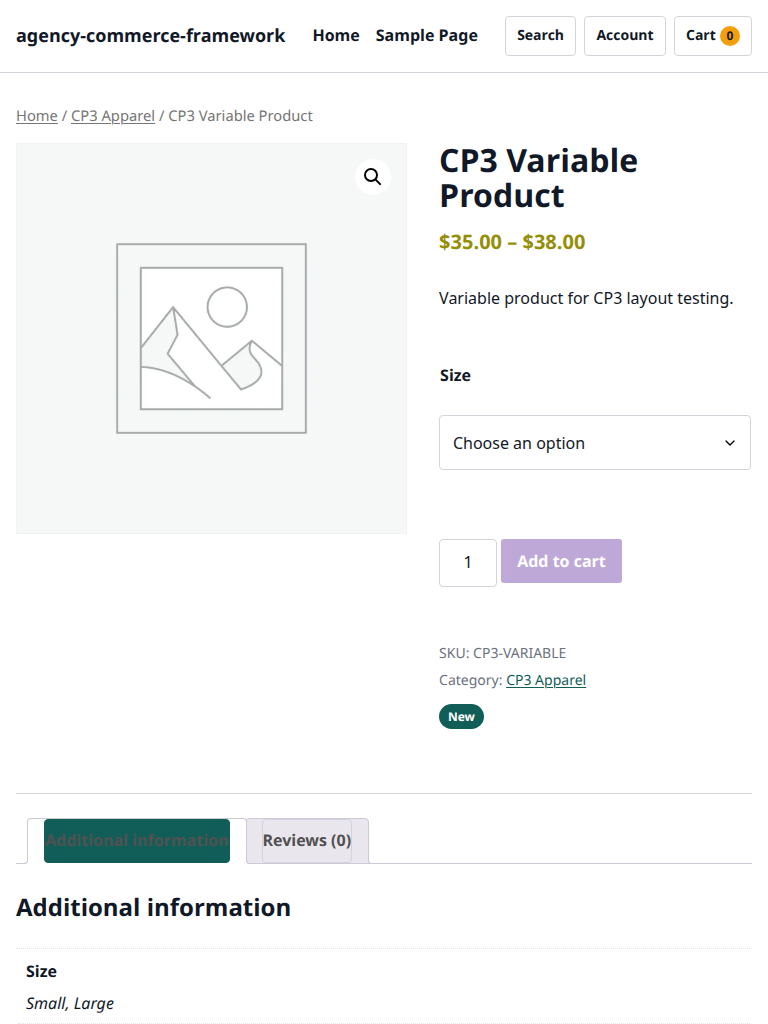 agency-commerce-framework Home Sample Page Search Account Cart 0
Home / CP3 Apparel / CP3 Variable Product
CP3 Variable
Product
$35.00 – $38.00
Variable product for CP3 layout testing.
Size
Choose an option
1 Add to cart
SKU: CP3-VARIABLE
Category: CP3 Apparel
New
Additional information Reviews (0)
Additional information
Size
Small, Large